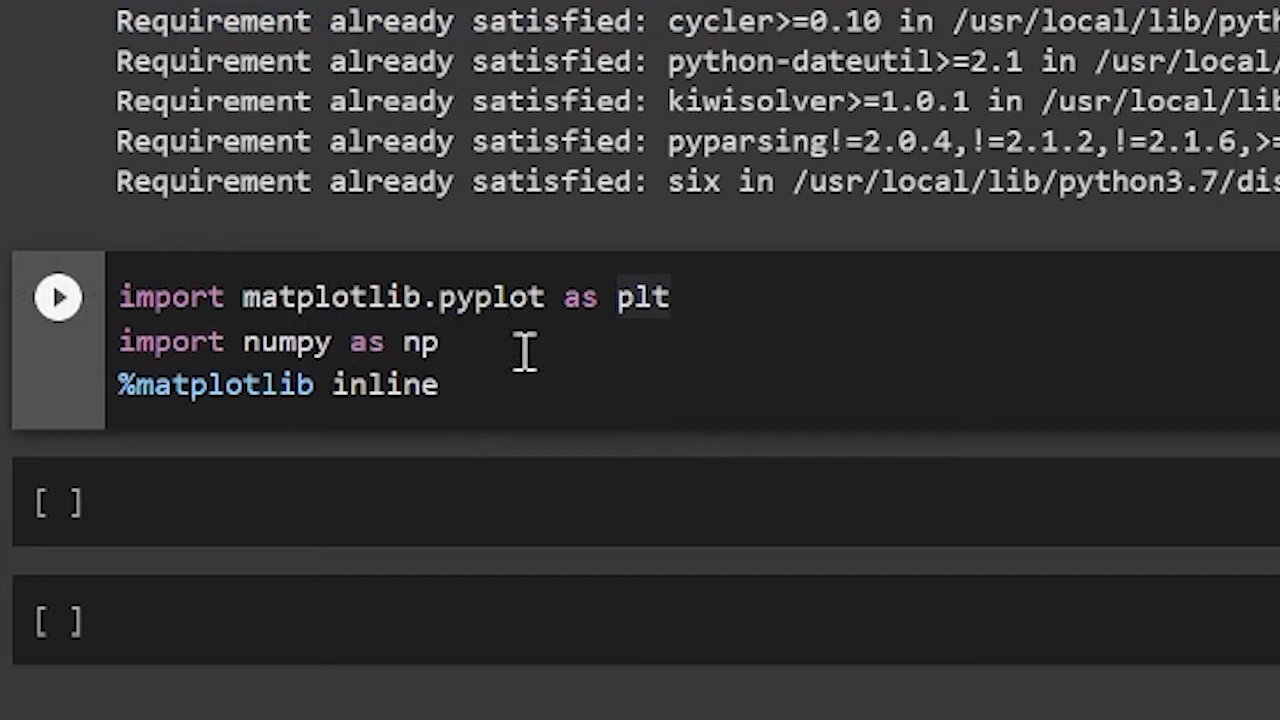 Requirement already satisfied: cycler>=0.10 in /usr/local/lib/pyth
Requirement already satisfied: python-dateutil>=2.1 in /usr/local/
Requirement already satisfied: kiwisolver>=1.0.1 in /usr/local/lib
Requirement already satisfied: pyparsing!=2.0.4,!=2.1.2,!=2.1.6,>=
Requirement already satisfied: six in /usr/local/lib/python3.7/dis
import matplotlib.pyplot as plt
import numpy as np
%matplotlib inline
[ ]
[ ]